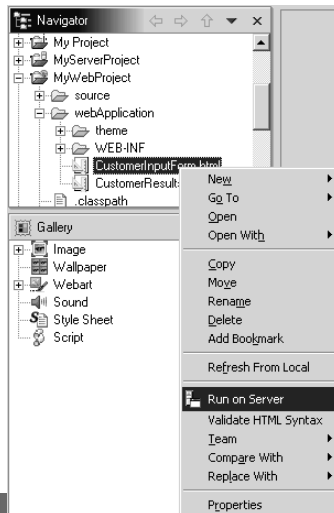 Navigator
My Project
MyServerProject
MyWebProject
source
webApplication
theme
WEB-INF
CustomerInputForm.html
CustomerResults
.classpath
Gallery
Image
Wallpaper
Webart
Sound
Style Sheet
Script
New
Go To
Open
Open With
Copy
Move
Rename
Delete
Add Bookmark
Refresh From Local
Run on Server
Validate HTML Syntax
Team
Compare With
Replace With
Properties